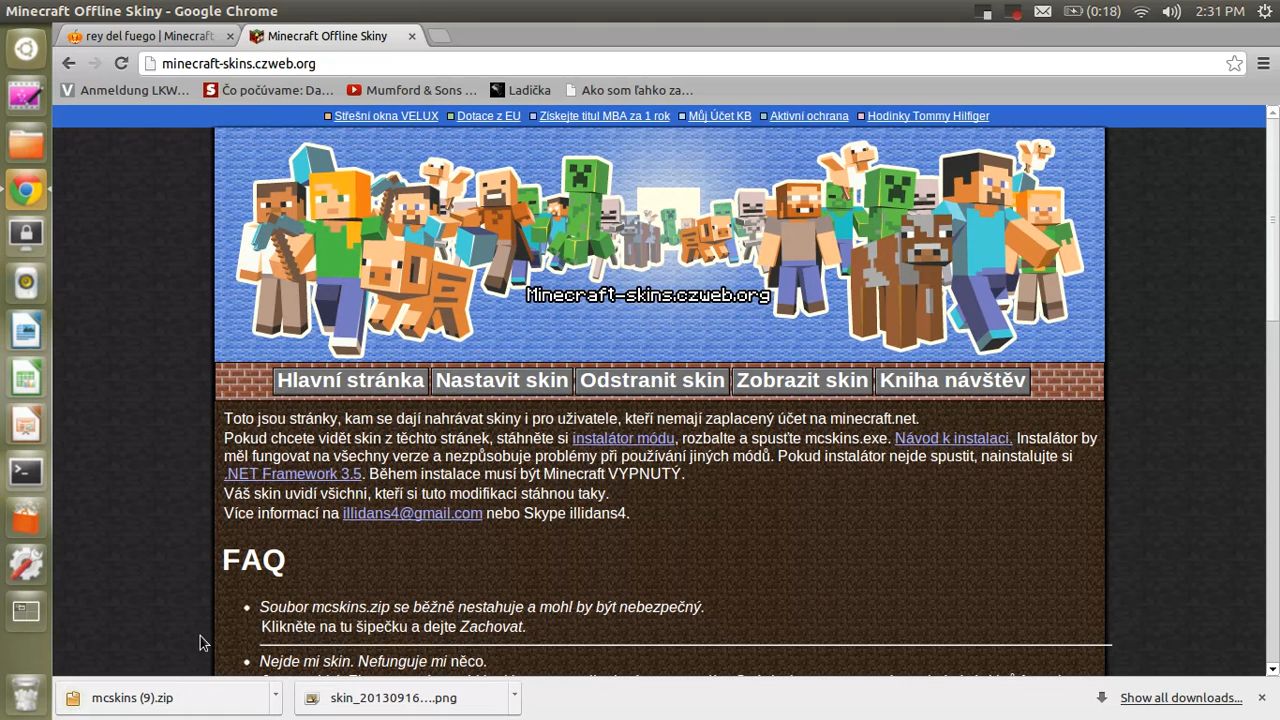 Minecraft Offline Skiny - Google Chrome
(0:18)
2:31 PM
rey del fuego | Minecraft
Minecraft Offline Skiny
minecraft-skins.czweb.org
Anmeldung LKW...
Čo počúvame: Da...
Mumford & Sons ...
Ladička
Ako som ľahko za...
Střešní okna VELUX
Dotace z EU
Získejte titul MBA za 1 rok
Můj Účet KB
Aktivní ochrana
Hodinky Tommy Hilfiger
Minecraft-skins.czweb.org
Hlavní stránka
Nastavit skin
Odstranit skin
Zobrazit skin
Kniha návštěv
Toto jsou stránky, kam se dají nahrávat skiny i pro uživatele, kteří nemají zaplacený účet na minecraft.net.
Pokud chcete vidět skin z těchto stránek, stáhněte si instalátor módu, rozbalte a spusťte mcskins.exe. Návod k instalaci. Instalátor by
měl fungovat na všechny verze a nezpůsobuje problémy při používání jiných módů. Pokud instalátor nejde spustit, nainstalujte si
.NET Framework 3.5. Během instalace musí být Minecraft VYPNUTÝ.
Váš skin uvidí všichni, kteří si tuto modifikaci stáhnou taky.
Více informací na illidans4@gmail.com nebo Skype illidans4.
FAQ
Soubor mcskins.zip se běžně nestahuje a mohl by být nebezpečný.
Klikněte na tu šipečku a dejte Zachovat.
Nejde mi skin. Nefunguje mi něco.
mcskins (9).zip
skin_20130916....png
Show all downloads...